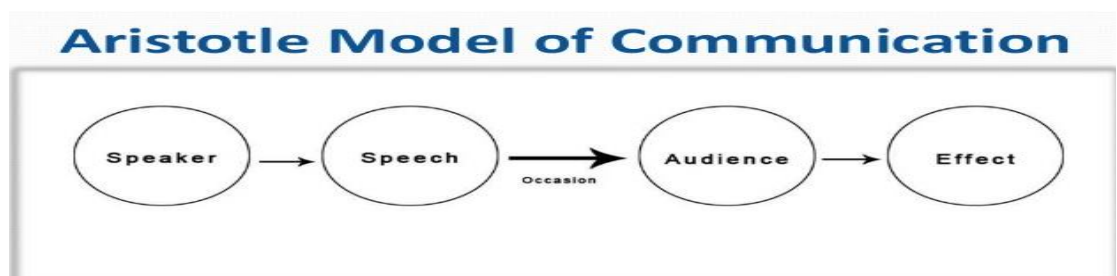 Aristotle Model of Communication
Speaker
Speech
Occasion
Audience
Effect